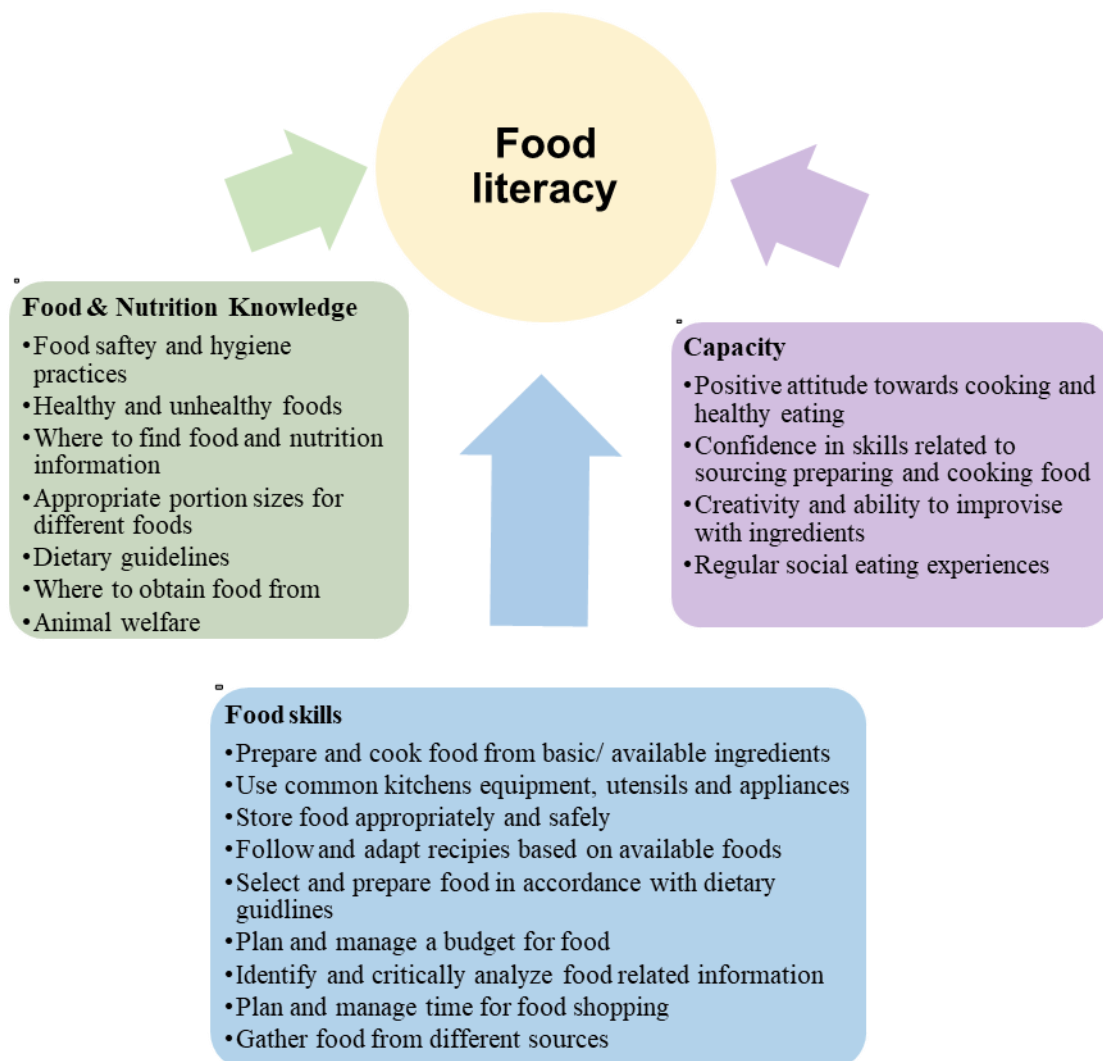 Food
literacy
Food & Nutrition Knowledge
•Food saftey and hygiene
practices
•Healthy and unhealthy foods
•Where to find food and nutrition
information
•Appropriate portion sizes for
different foods
•Dietary guidelines
•Where to obtain food from
•Animal welfare
Capacity
•Positive attitude towards cooking and
healthy eating
•Confidence in skills related to
sourcing preparing and cooking food
•Creativity and ability to improvise
with ingredients
•Regular social eating experiences
Food skills
•Prepare and cook food from basic/ available ingredients
•Use common kitchens equipment, utensils and appliances
•Store food appropriately and safely
•Follow and adapt recipies based on available foods
•Select and prepare food in accordance with dietary
guidlines
•Plan and manage a budget for food
•Identify and critically analyze food related information
•Plan and manage time for food shopping
•Gather food from different sources